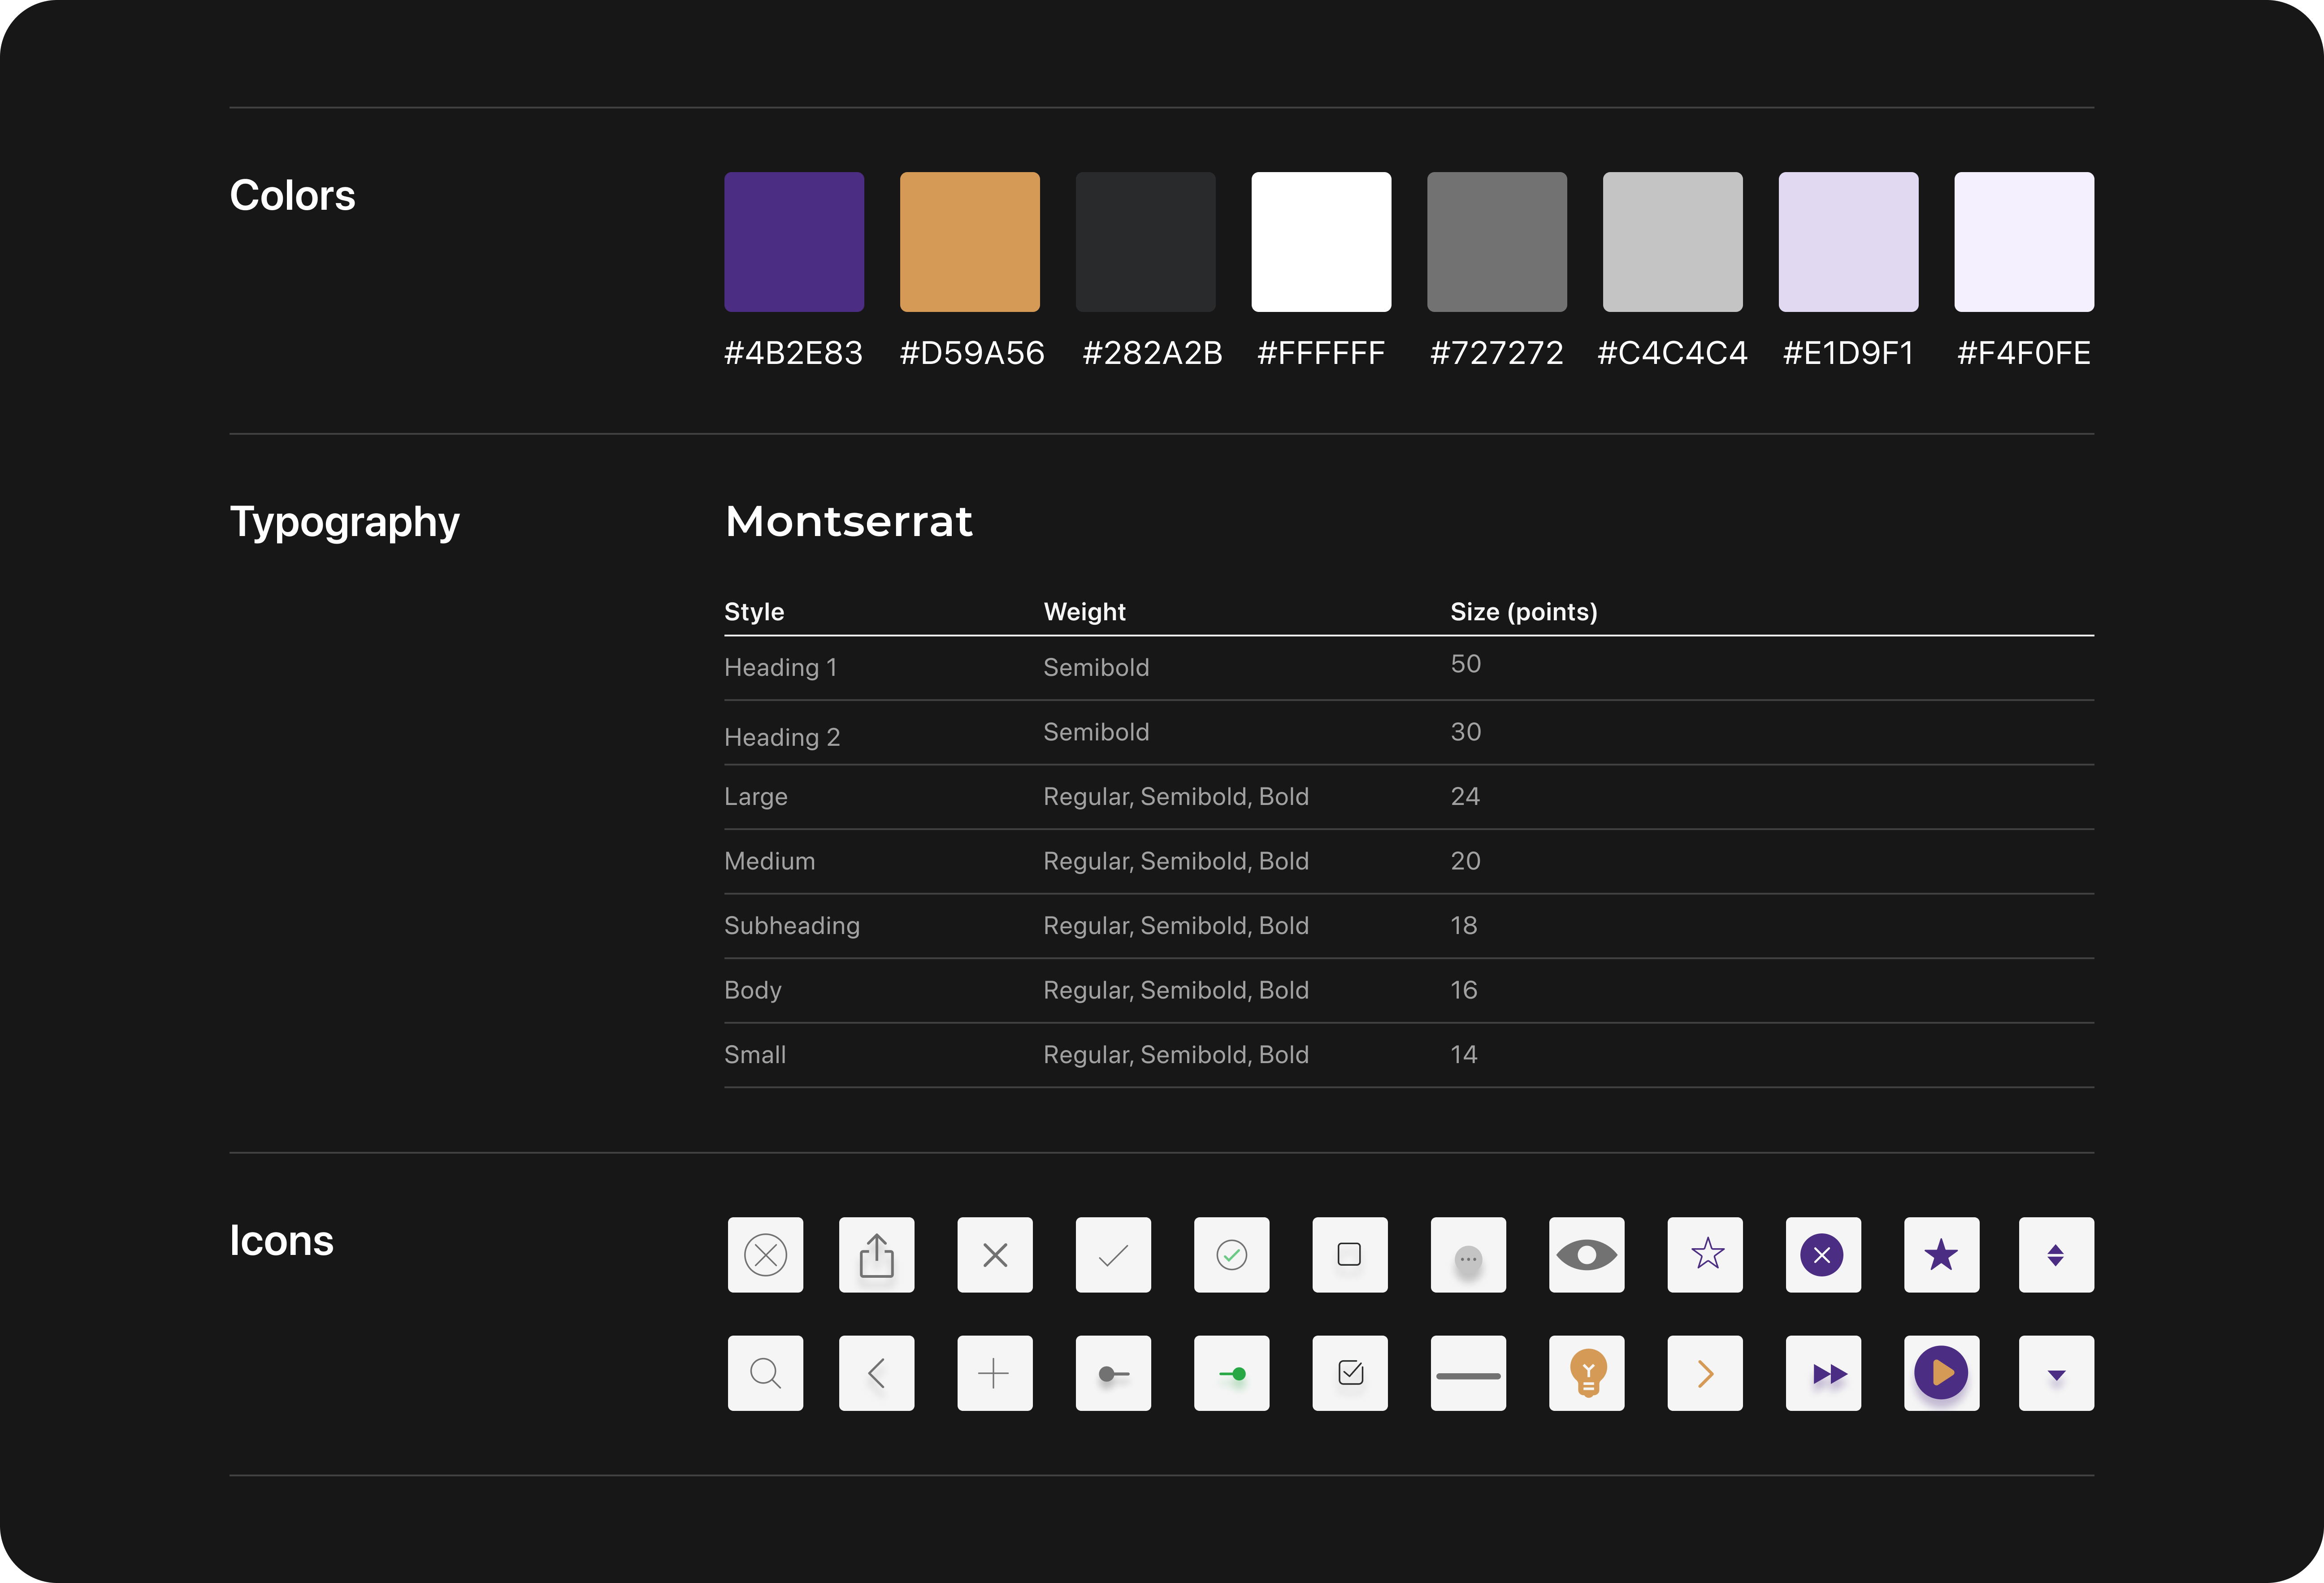 Colors
#4B2E83 #D59A56 #282A2B #FFFFFF #727272 #C4C4C4 #E1D9F1 #F4F0FE
Typography
Montserrat
Style Weight Size (points)
Heading 1 Semibold 50
Heading 2 Semibold 30
Large Regular, Semibold, Bold 24
Medium Regular, Semibold, Bold 20
Subheading Regular, Semibold, Bold 18
Body Regular, Semibold, Bold 16
Small Regular, Semibold, Bold 14
Icons